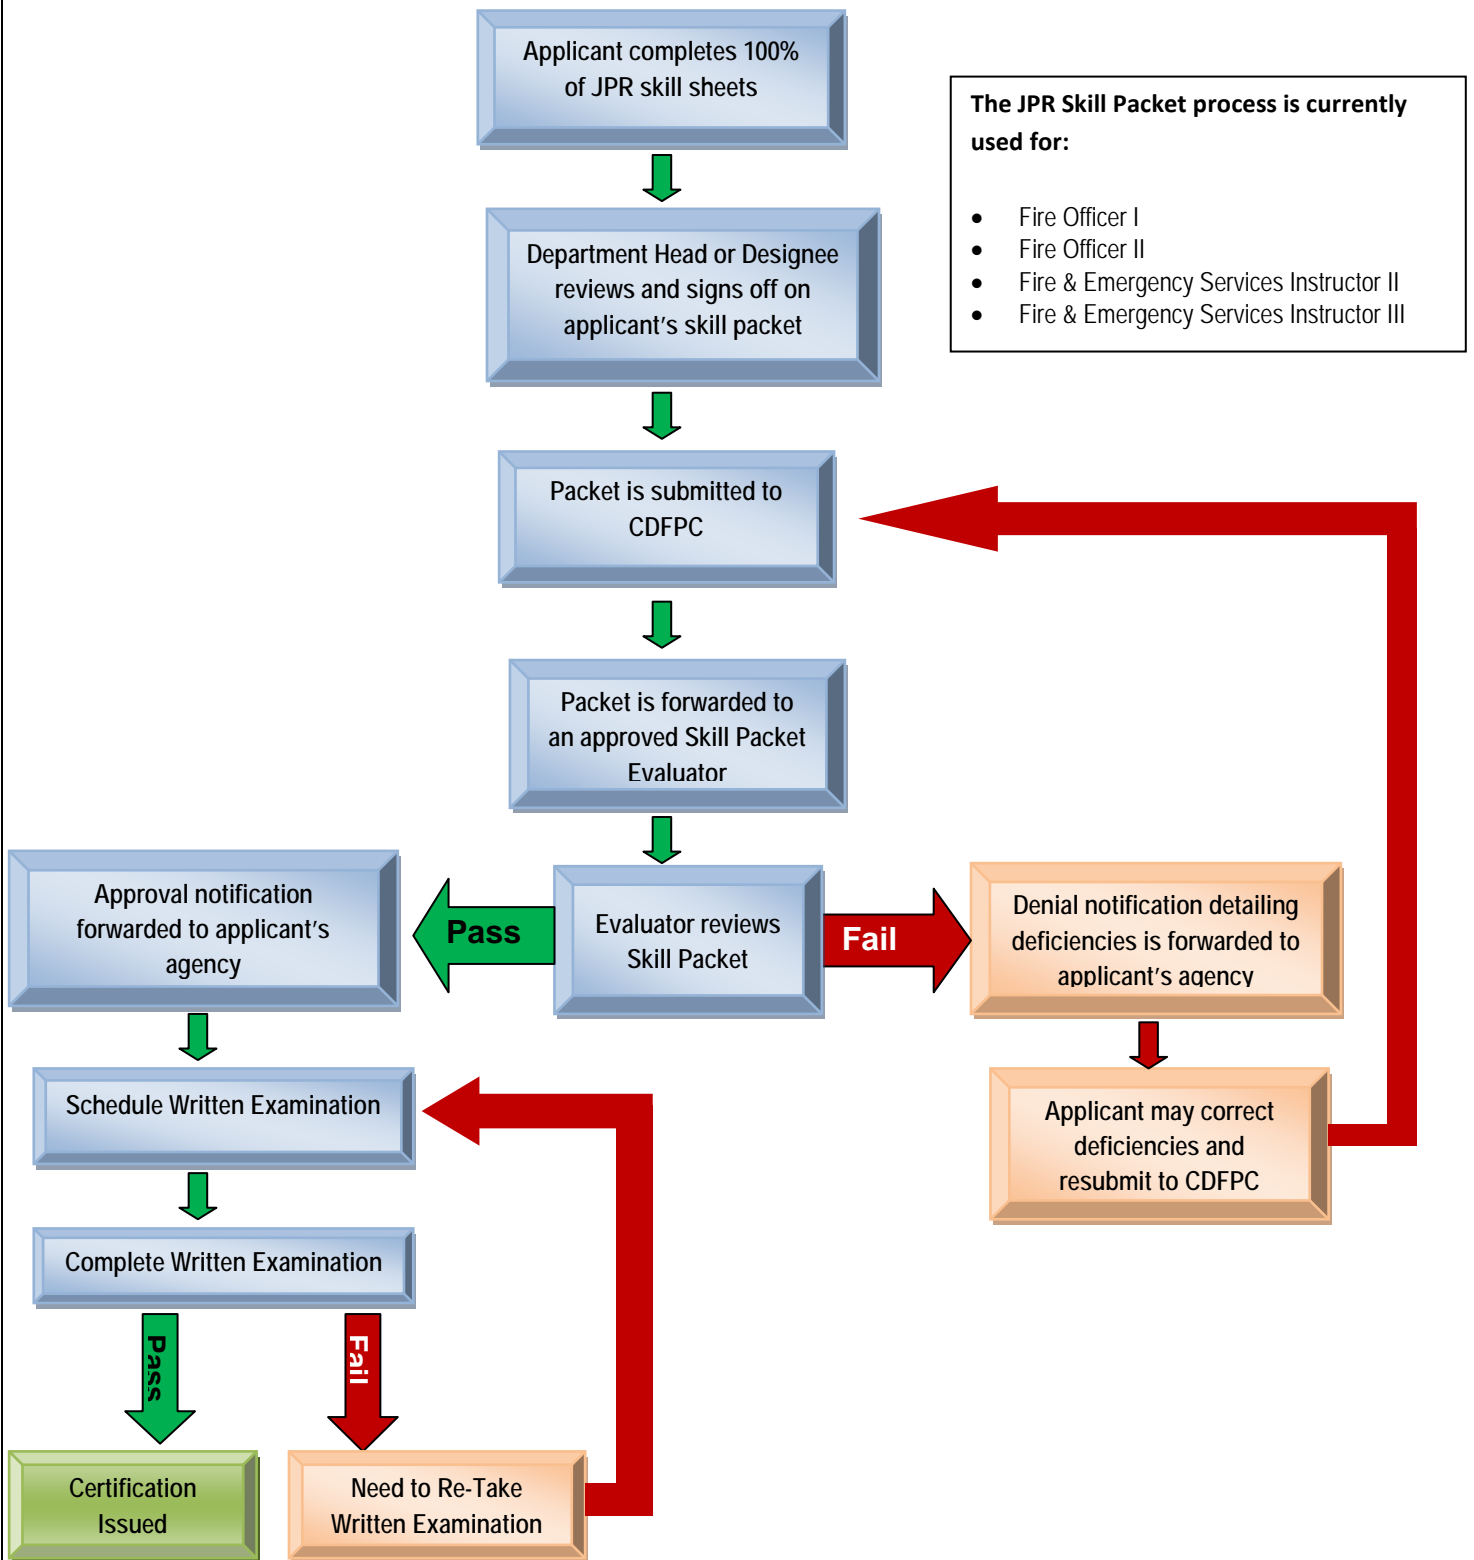 Applicant completes 100%
of JPR skill sheets
The JPR Skill Packet process is currently
used for:
• Fire Officer I
• Fire Officer II
• Fire & Emergency Services Instructor II
• Fire & Emergency Services Instructor III
Department Head or Designee
reviews and signs off on
applicant's skill packet
Packet is submitted to
CDFPC
Packet is forwarded to
an approved Skill Packet
Evaluator
Evaluator reviews
Skill Packet
Pass
Fail
Approval notification
forwarded to applicant's
agency
Denial notification detailing
deficiencies is forwarded to
applicant's agency
Schedule Written Examination
Applicant may correct
deficiencies and
resubmit to CDFPC
Complete Written Examination
Pass
Fail
Certification
Issued
Need to Re-Take
Written Examination